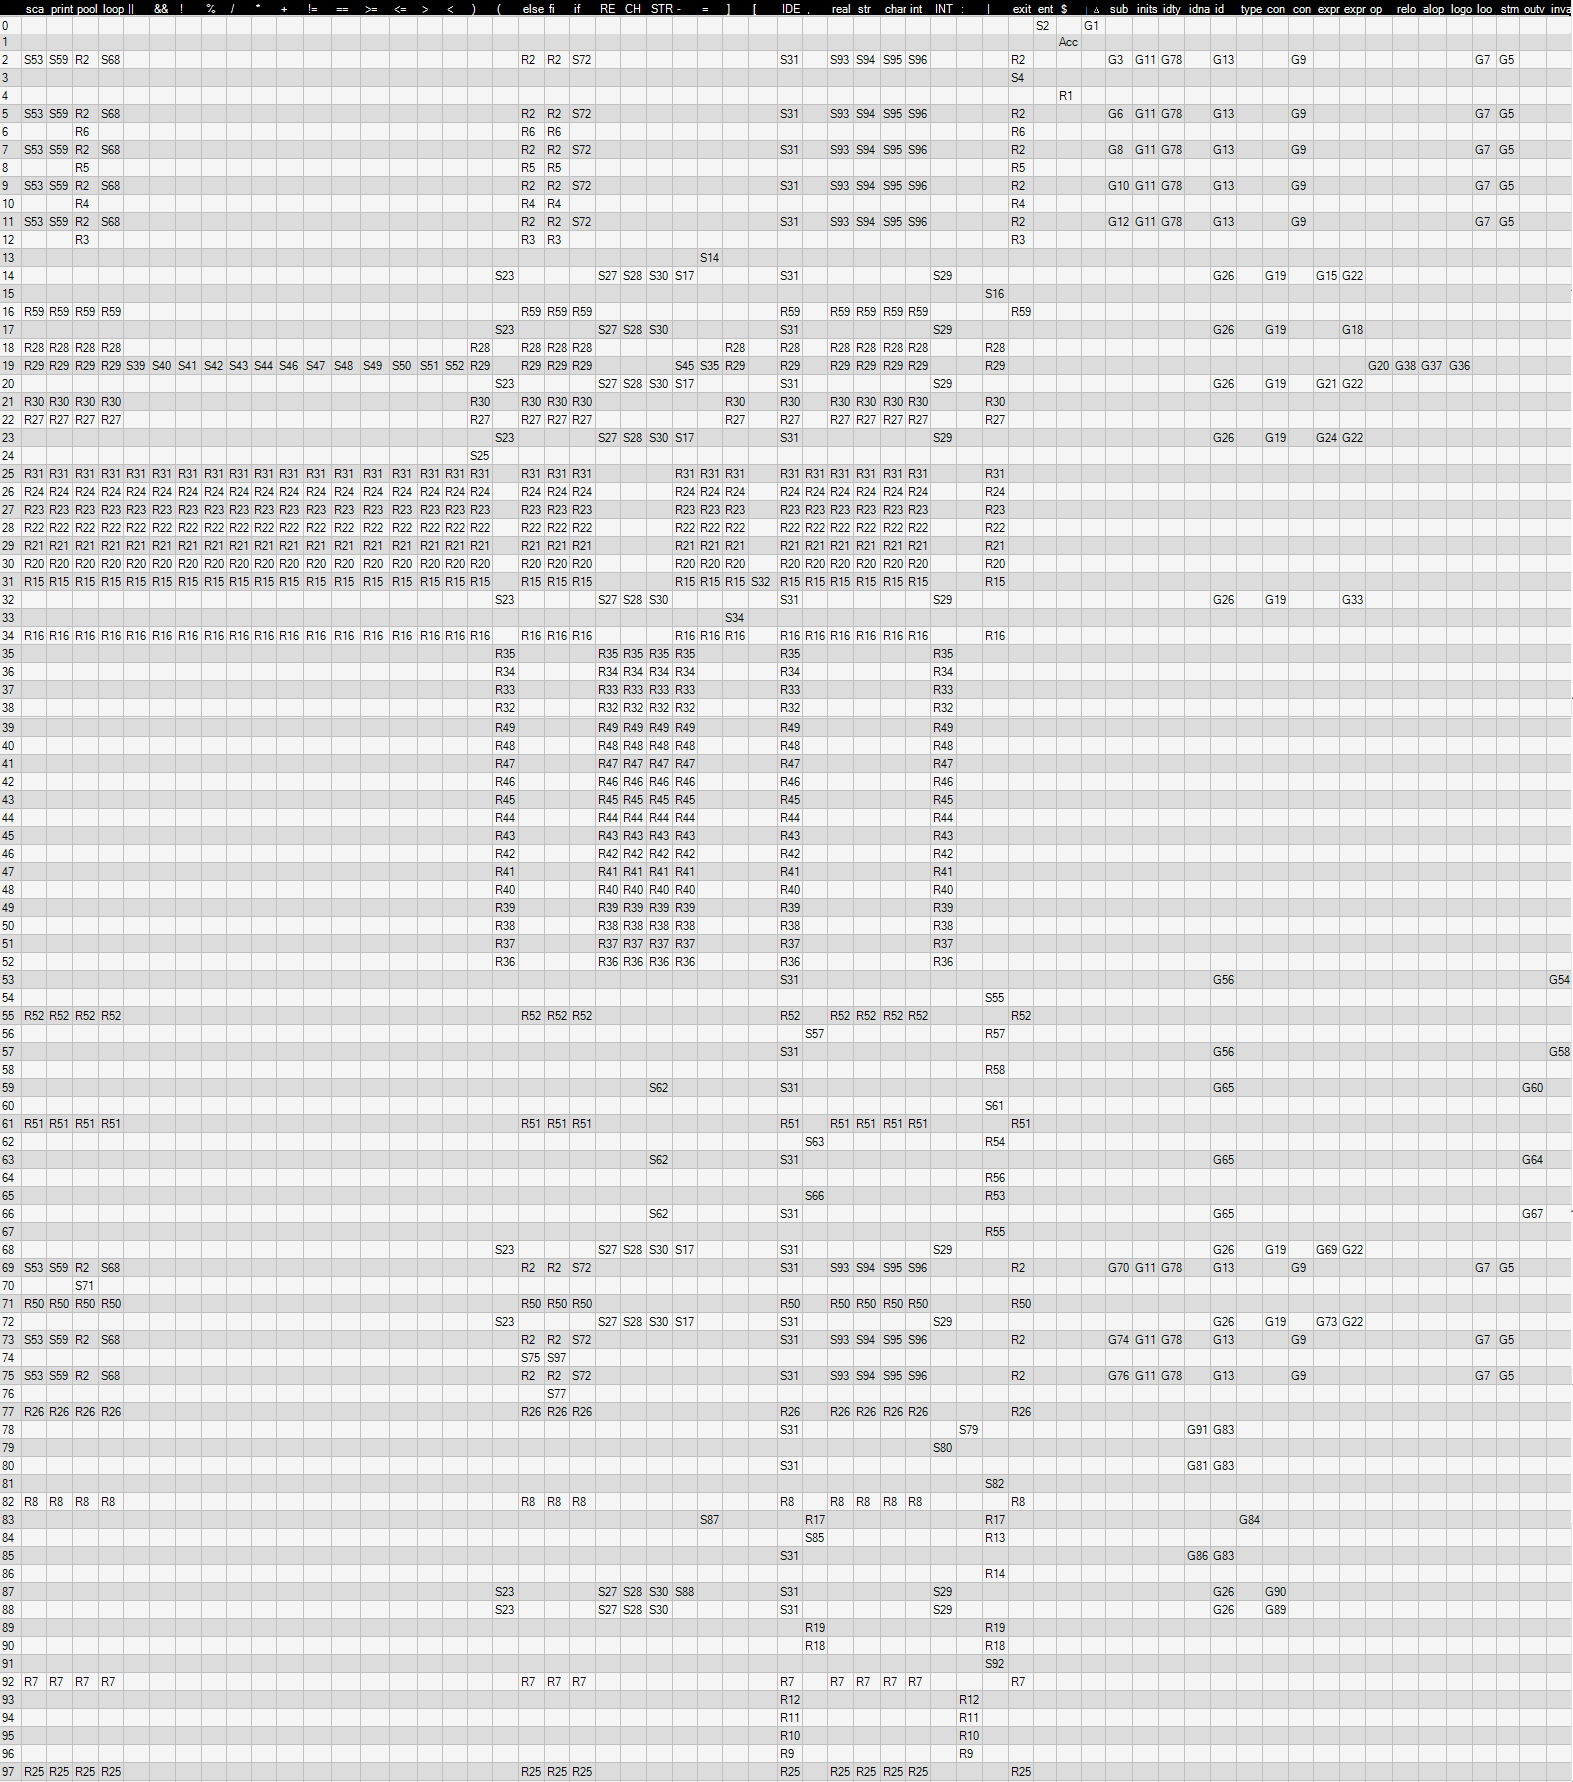 sca print pool loop || && ! % / * + != == >= <= > < ) ( else fi if RE CH STR - = ] [ IDE , real str char int INT : | exit ent $ sub inits idty idna id type con con expr expr op relo alop logo loo stm outv inva
0 S2 G1
1 Acc
2 S53 S59 R2 S68 R2 R2 S72 S31 S93 S94 S95 S96 R2 G3 G11 G78 G13 G9 G7 G5
3 S4
4 R1
5 S53 S59 R2 S68 R2 R2 S72 S31 S93 S94 S95 S96 R2 G6 G11 G78 G13 G9 G7 G5
6 R6 R6 R6 R6
7 S53 S59 R2 S68 R2 R2 S72 S31 S93 S94 S95 S96 R2 G8 G11 G78 G13 G9 G7 G5
8 R5 R5 R5 R5
9 S53 S59 R2 S68 R2 R2 S72 S31 S93 S94 S95 S96 R2 G10 G11 G78 G13 G9 G7 G5
10 R4 R4 R4 R4
11 S53 S59 R2 S68 R2 R2 S72 S31 S93 S94 S95 S96 R2 G12 G11 G78 G13 G9 G7 G5
12 R3 R3 R3 R3
13 S14
14 S23 S27 S28 S30 S17 S31 S29 G26 G19 G15 G22
15 S16
16 R59 R59 R59 R59 R59 R59 R59 R59 R59 R59 R59 R59 R59
17 S23 S27 S28 S30 S31 S29 G26 G19 G18
18 R28 R28 R28 R28 R28 R28 R28 R28 R28 R28 R28 R28 R28 R28 R28
19 R29 R29 R29 R29 S39 S40 S41 S42 S43 S44 S46 S47 S48 S49 S50 S51 S52 R29 R29 R29 R29 S45 S35 R29 R29 R29 R29 R29 R29 R29 G20 G38 G37 G36
20 S23 S27 S28 S30 S17 S31 S29 G26 G19 G21 G22
21 R30 R30 R30 R30 R30 R30 R30 R30 R30 R30 R30 R30 R30 R30 R30
22 R27 R27 R27 R27 R27 R27 R27 R27 R27 R27 R27 R27 R27 R27 R27
23 S23 S27 S28 S30 S17 S31 S29 G26 G19 G24 G22
24 S25
25 R31 R31 R31 R31 R31 R31 R31 R31 R31 R31 R31 R31 R31 R31 R31 R31 R31 R31 R31 R31 R31 R31 R31 R31 R31 R31 R31 R31 R31 R31 R31
26 R24 R24 R24 R24 R24 R24 R24 R24 R24 R24 R24 R24 R24 R24 R24 R24 R24 R24 R24 R24 R24 R24 R24 R24 R24 R24 R24 R24 R24 R24 R24
27 R23 R23 R23 R23 R23 R23 R23 R23 R23 R23 R23 R23 R23 R23 R23 R23 R23 R23 R23 R23 R23 R23 R23 R23 R23 R23 R23 R23 R23 R23 R23
28 R22 R22 R22 R22 R22 R22 R22 R22 R22 R22 R22 R22 R22 R22 R22 R22 R22 R22 R22 R22 R22 R22 R22 R22 R22 R22 R22 R22 R22 R22 R22
29 R21 R21 R21 R21 R21 R21 R21 R21 R21 R21 R21 R21 R21 R21 R21 R21 R21 R21 R21 R21 R21 R21 R21 R21 R21 R21 R21 R21 R21 R21 R21
30 R20 R20 R20 R20 R20 R20 R20 R20 R20 R20 R20 R20 R20 R20 R20 R20 R20 R20 R20 R20 R20 R20 R20 R20 R20 R20 R20 R20 R20 R20 R20
31 R15 R15 R15 R15 R15 R15 R15 R15 R15 R15 R15 R15 R15 R15 R15 R15 R15 R15 R15 R15 R15 R15 R15 R15 S32 R15 R15 R15 R15 R15 R15 R15
32 S23 S27 S28 S30 S31 S29 G26 G19 G33
33 S34
34 R16 R16 R16 R16 R16 R16 R16 R16 R16 R16 R16 R16 R16 R16 R16 R16 R16 R16 R16 R16 R16 R16 R16 R16 R16 R16 R16 R16 R16 R16 R16
35 R35 R35 R35 R35 R35 R35 R35
36 R34 R34 R34 R34 R34 R34 R34
37 R33 R33 R33 R33 R33 R33 R33
38 R32 R32 R32 R32 R32 R32 R32
39 R49 R49 R49 R49 R49 R49 R49
40 R48 R48 R48 R48 R48 R48 R48
41 R47 R47 R47 R47 R47 R47 R47
42 R46 R46 R46 R46 R46 R46 R46
43 R45 R45 R45 R45 R45 R45 R45
44 R44 R44 R44 R44 R44 R44 R44
45 R43 R43 R43 R43 R43 R43 R43
46 R42 R42 R42 R42 R42 R42 R42
47 R41 R41 R41 R41 R41 R41 R41
48 R40 R40 R40 R40 R40 R40 R40
49 R39 R39 R39 R39 R39 R39 R39
50 R38 R38 R38 R38 R38 R38 R38
51 R37 R37 R37 R37 R37 R37 R37
52 R36 R36 R36 R36 R36 R36 R36
53 S31 G56 G54
54 S55
55 R52 R52 R52 R52 R52 R52 R52 R52 R52 R52 R52 R52 R52
56 S57 R57
57 S31 G56 G58
58 R58
59 S62 S31 G65 G60
60 S61
61 R51 R51 R51 R51 R51 R51 R51 R51 R51 R51 R51 R51 R51
62 S63 R54
63 S62 S31 G65 G64
64 R56
65 S66 R53
66 S62 S31 G65 G67
67 R55
68 S23 S27 S28 S30 S17 S31 S29 G26 G19 G69 G22
69 S53 S59 R2 S68 R2 R2 S72 S31 S93 S94 S95 S96 R2 G70 G11 G78 G13 G9 G7 G5
70 S71
71 R50 R50 R50 R50 R50 R50 R50 R50 R50 R50 R50 R50 R50
72 S23 S27 S28 S30 S17 S31 S29 G26 G19 G73 G22
73 S53 S59 R2 S68 R2 R2 S72 S31 S93 S94 S95 S96 R2 G74 G11 G78 G13 G9 G7 G5
74 S75 S97
75 S53 S59 R2 S68 R2 R2 S72 S31 S93 S94 S95 S96 R2 G76 G11 G78 G13 G9 G7 G5
76 S77
77 R26 R26 R26 R26 R26 R26 R26 R26 R26 R26 R26 R26 R26
78 S31 S79 G91 G83
79 S80
80 S31 G81 G83
81 S82
82 R8 R8 R8 R8 R8 R8 R8 R8 R8 R8 R8 R8 R8
83 S87 R17 R17 G84
84 S85 R13
85 S31 G86 G83
86 R14
87 S23 S27 S28 S30 S88 S31 S29 G26 G90
88 S23 S27 S28 S30 S31 S29 G26 G89
89 R19 R19
90 R18 R18
91 S92
92 R7 R7 R7 R7 R7 R7 R7 R7 R7 R7 R7 R7 R7
93 R12 R12
94 R11 R11
95 R10 R10
96 R9 R9
97 R25 R25 R25 R25 R25 R25 R25 R25 R25 R25 R25 R25 R25